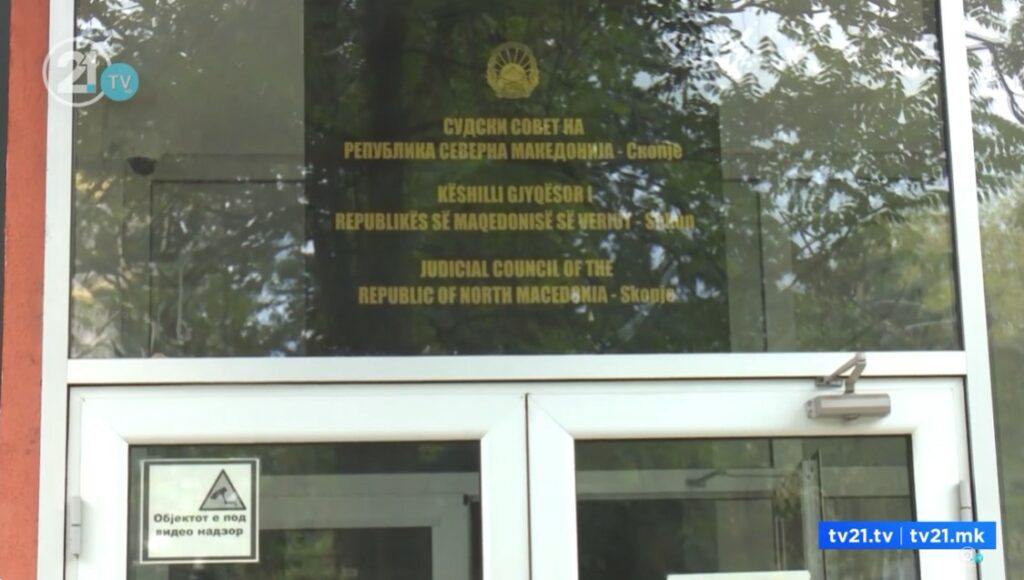 21.
TV
СУДСКИ СОВЕТ НА
РЕПУБЛИКА СЕВЕРНА МАКЕДОНИЈА - Скопје
KËSHILLI GJYQËSOR I
REPUBLIKËS SË MAQEDONISË SË VERIUT - Shkup
JUDICIAL COUNCIL OF THE
REPUBLIC OF NORTH MACEDONIA - Skopje
Објектот е под
видео надзор
tv21.tv | tv21.mk